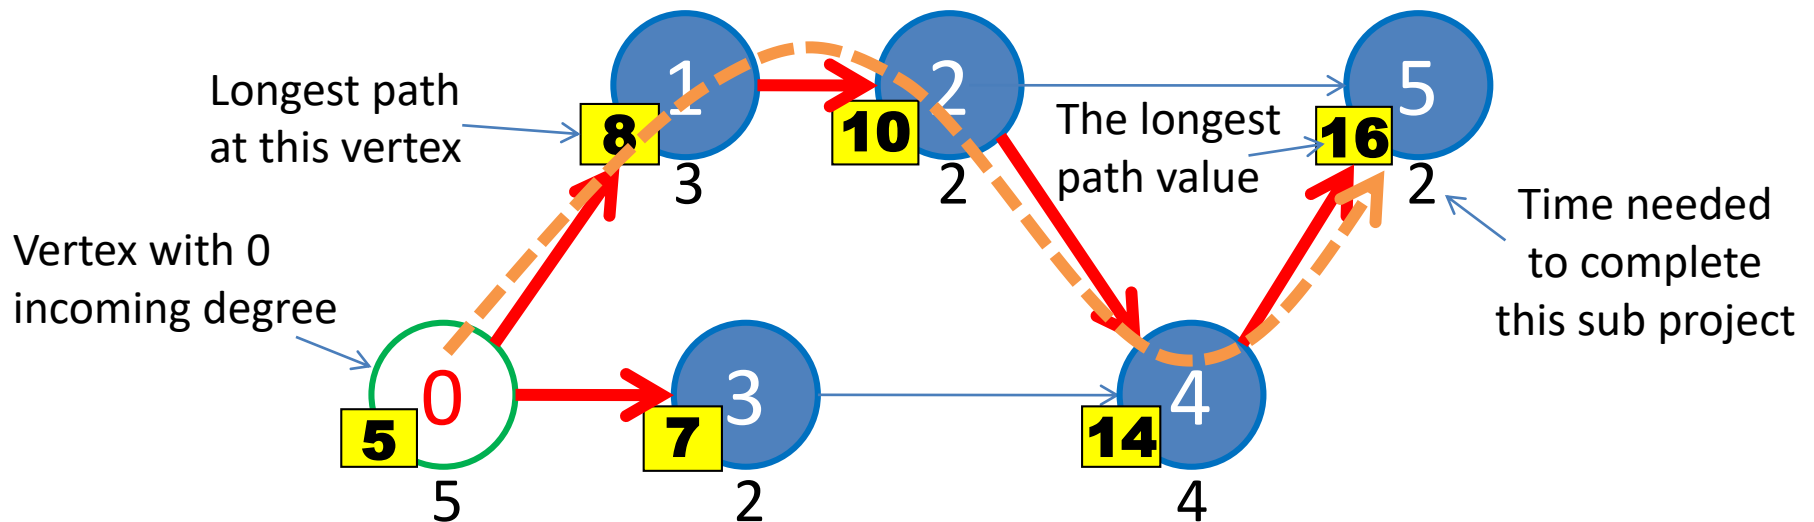 1
2
5
Longest path
at this vertex
8
10
The longest
path value
16
3
2
2
Time needed
to complete
this sub project
Vertex with 0
incoming degree
0
3
4
5
7
14
5
2
4